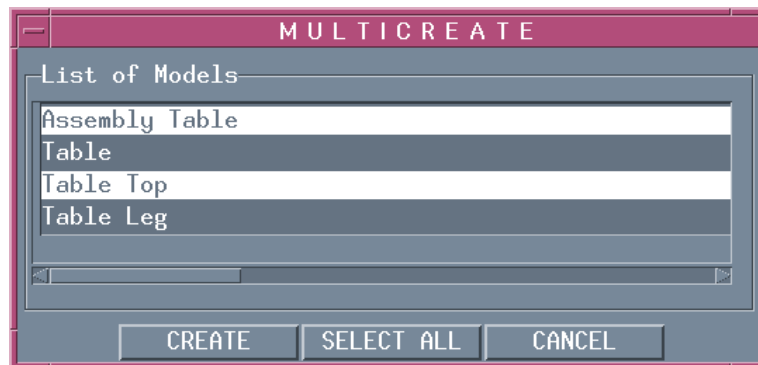 MULTICREATE
List of Models
Assembly Table
Table
Table Top
Table Leg
CREATE SELECT ALL CANCEL